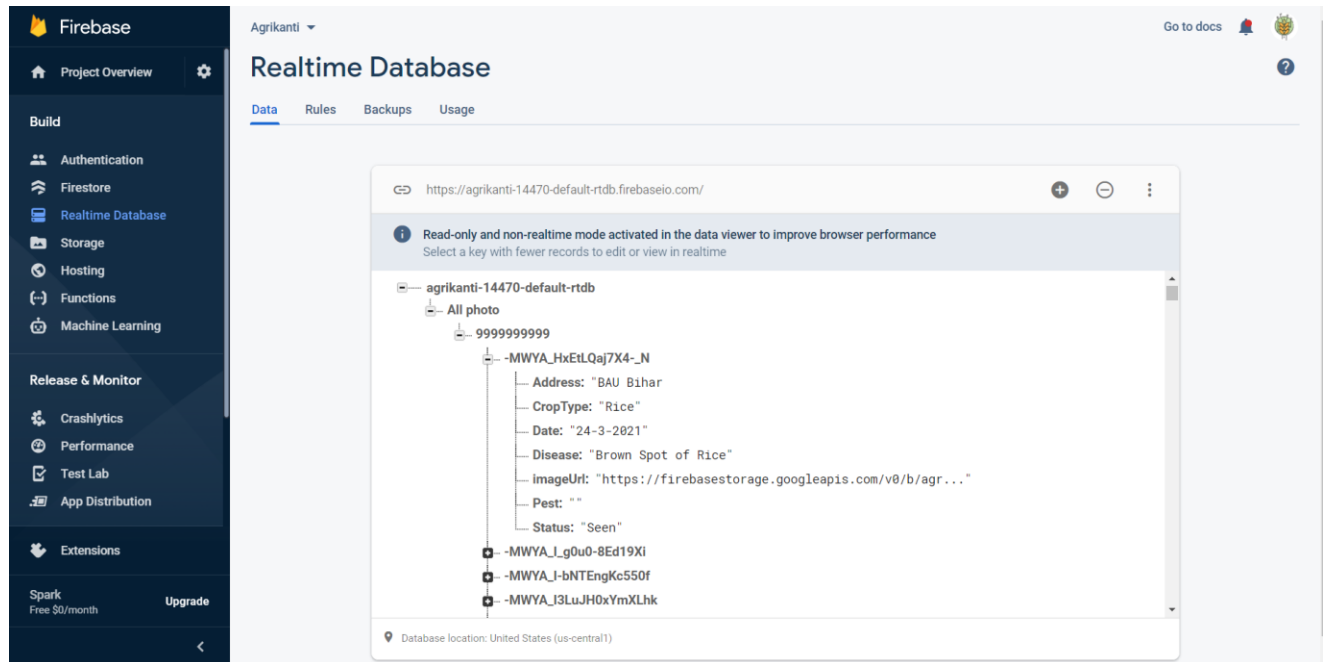 Firebase
Project Overview
Build
Authentication
Firestore
Realtime Database
Storage
Hosting
Functions
Machine Learning
Release & Monitor
Crashlytics
Performance
Test Lab
App Distribution
Extensions
Spark
Free $0/month
Upgrade
Agrikanti
Go to docs
Realtime Database
Data Rules Backups Usage
https://agrikanti-14470-default-rtdb.firebaseio.com/
Read-only and non-realtime mode activated in the data viewer to improve browser performance
Select a key with fewer records to edit or view in realtime
agrikanti-14470-default-rtdb
All photo
9999999999
-MWYA_HxEtLQaj7X4-_N
Address: "BAU Bihar
CropType: "Rice"
Date: "24-3-2021"
Disease: "Brown Spot of Rice"
imageUrl: "https://firebasestorage.googleapis.com/v0/b/agr..."
Pest: ""
Status: "Seen"
-MWYA_I_g0u0-8Ed19Xi
-MWYA_I-bNTEngKc550f
-MWYA_I3LuJH0xYmXLhk
Database location: United States (us-central1)